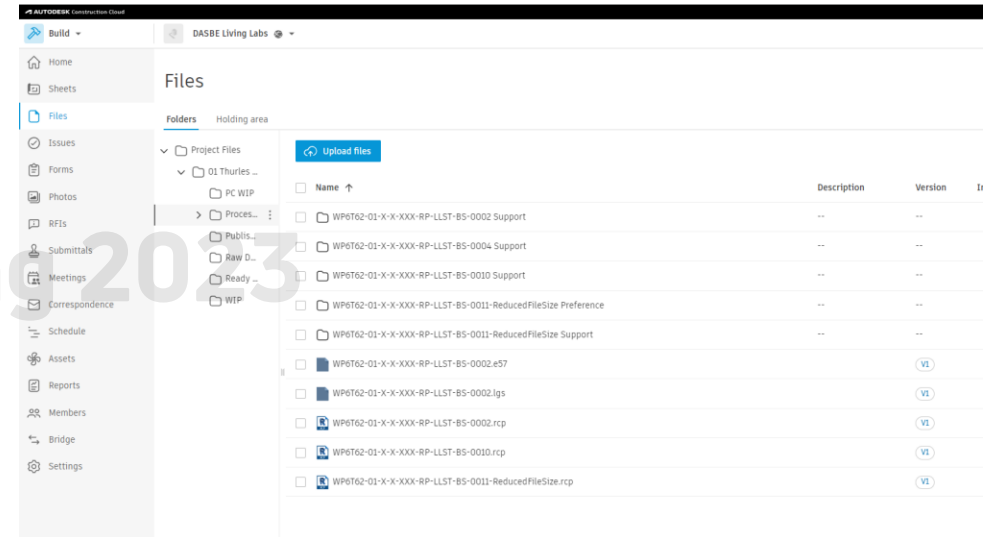 AUTODESK Construction Cloud
Build
DASBE Living Labs
Home
Sheets
Files
Issues
Forms
Photos
RFIs
Submittals
Meetings
Correspondence
Schedule
Assets
Reports
Members
Bridge
Settings
Files
Folders Holding area
Project Files
01 Thurles ...
PC WIP
Proces...
Publis...
Raw D...
Ready ...
WIP
Upload files
Name Description Version
WP6T62-01-X-X-XXX-RP-LLST-BS-0002 Support -- --
WP6T62-01-X-X-XXX-RP-LLST-BS-0004 Support -- --
WP6T62-01-X-X-XXX-RP-LLST-BS-0010 Support -- --
WP6T62-01-X-X-XXX-RP-LLST-BS-0011-ReducedFileSize Preference -- --
WP6T62-01-X-X-XXX-RP-LLST-BS-0011-ReducedFileSize Support -- --
WP6T62-01-X-X-XXX-RP-LLST-BS-0002.e57 V1
WP6T62-01-X-X-XXX-RP-LLST-BS-0002.lgs V1
WP6T62-01-X-X-XXX-RP-LLST-BS-0002.rcp V1
WP6T62-01-X-X-XXX-RP-LLST-BS-0010.rcp V1
WP6T62-01-X-X-XXX-RP-LLST-BS-0011-ReducedFileSize.rcp V1
g 2023